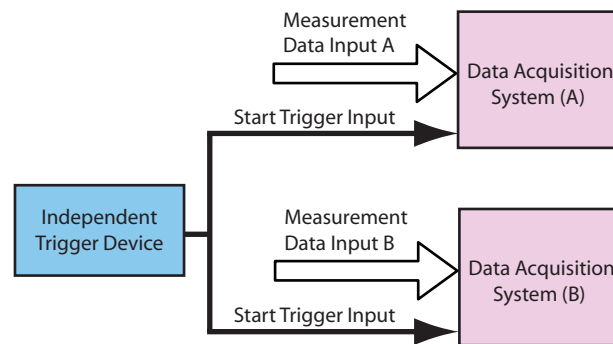 Measurement
Data Input A
Data Acquisition
System (A)
Start Trigger Input
Independent
Trigger Device
Measurement
Data Input B
Data Acquisition
System (B)
Start Trigger Input